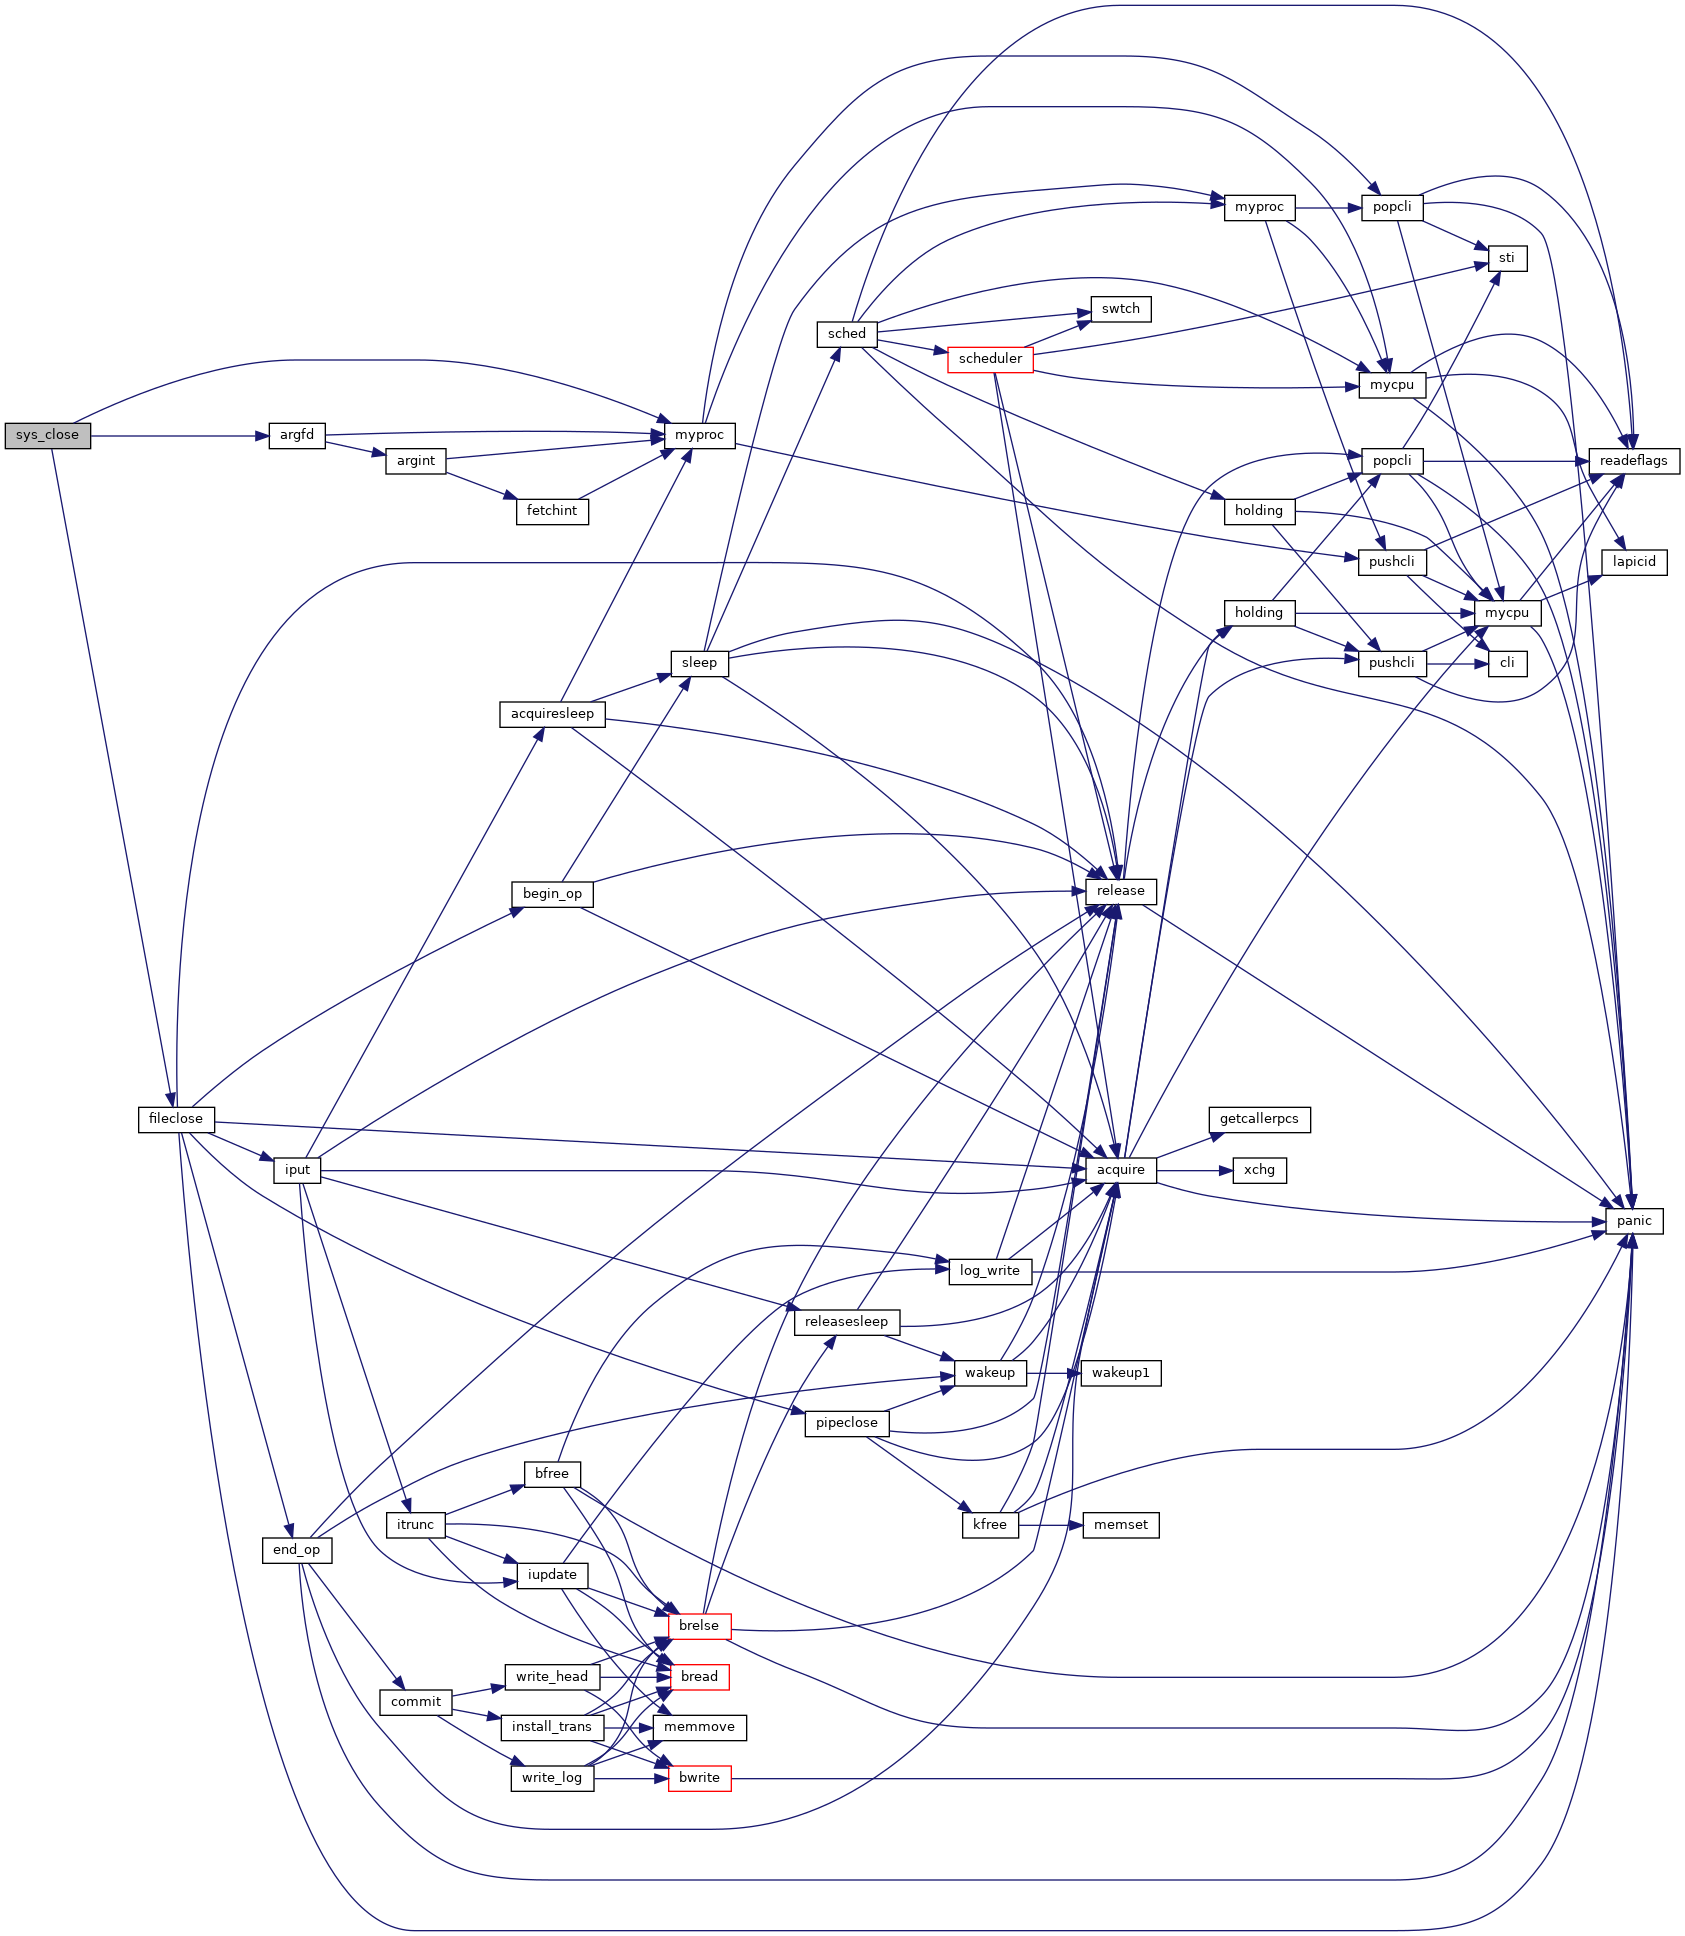 myproc
popcli
sti
swtch
sched
scheduler
mycpu
sys_close
argfd
myproc
argint
popcli
readeflags
fetchint
holding
pushcli
lapicid
holding
mycpu
sleep
pushcli
cli
acquiresleep
begin_op
release
fileclose
getcallerpcs
iput
acquire
xchg
panic
log_write
releasesleep
wakeup
wakeup1
pipeclose
bfree
itrunc
kfree
memset
end_op
iupdate
brelse
write_head
bread
commit
install_trans
memmove
write_log
bwrite